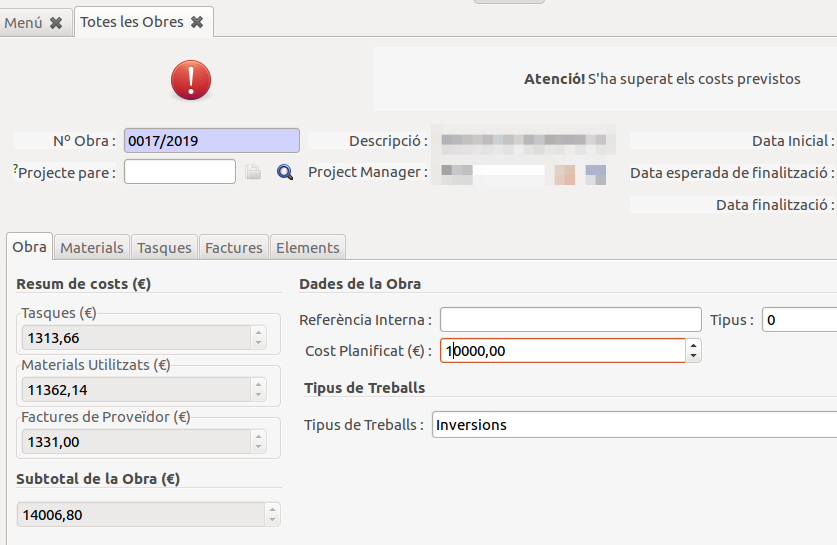 Menú
Totes les Obres
Atenció! S'ha superat els costs previstos
Nº Obra : 0017/2019 Descripció : Data Inicial :
?Projecte pare : Project Manager : Data esperada de finalització :
Data finalització :
Obra Materials Tasques Factures Elements
Resum de costs (€)
Tasques (€)
1313,66
Materials Utilitzats (€)
11362,14
Factures de Proveïdor (€)
1331,00
Subtotal de la Obra (€)
14006,80
Dades de la Obra
Referència Interna : Tipus : 0
Cost Planificat (€) : 10000,00
Tipus de Treballs
Tipus de Treballs : Inversions